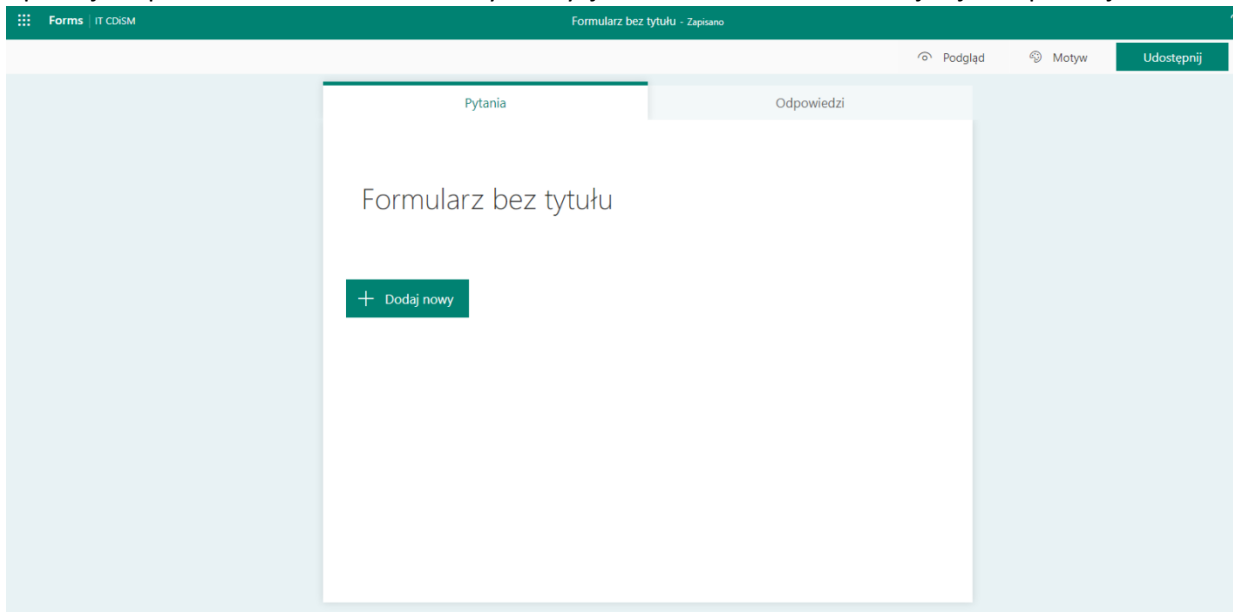 Forms | IT CDiSM
Formularz bez tytułu - Zapisano
Podgląd
Motyw
Udostępnij
Pytania
Odpowiedzi
Formularz bez tytułu
+ Dodaj nowy